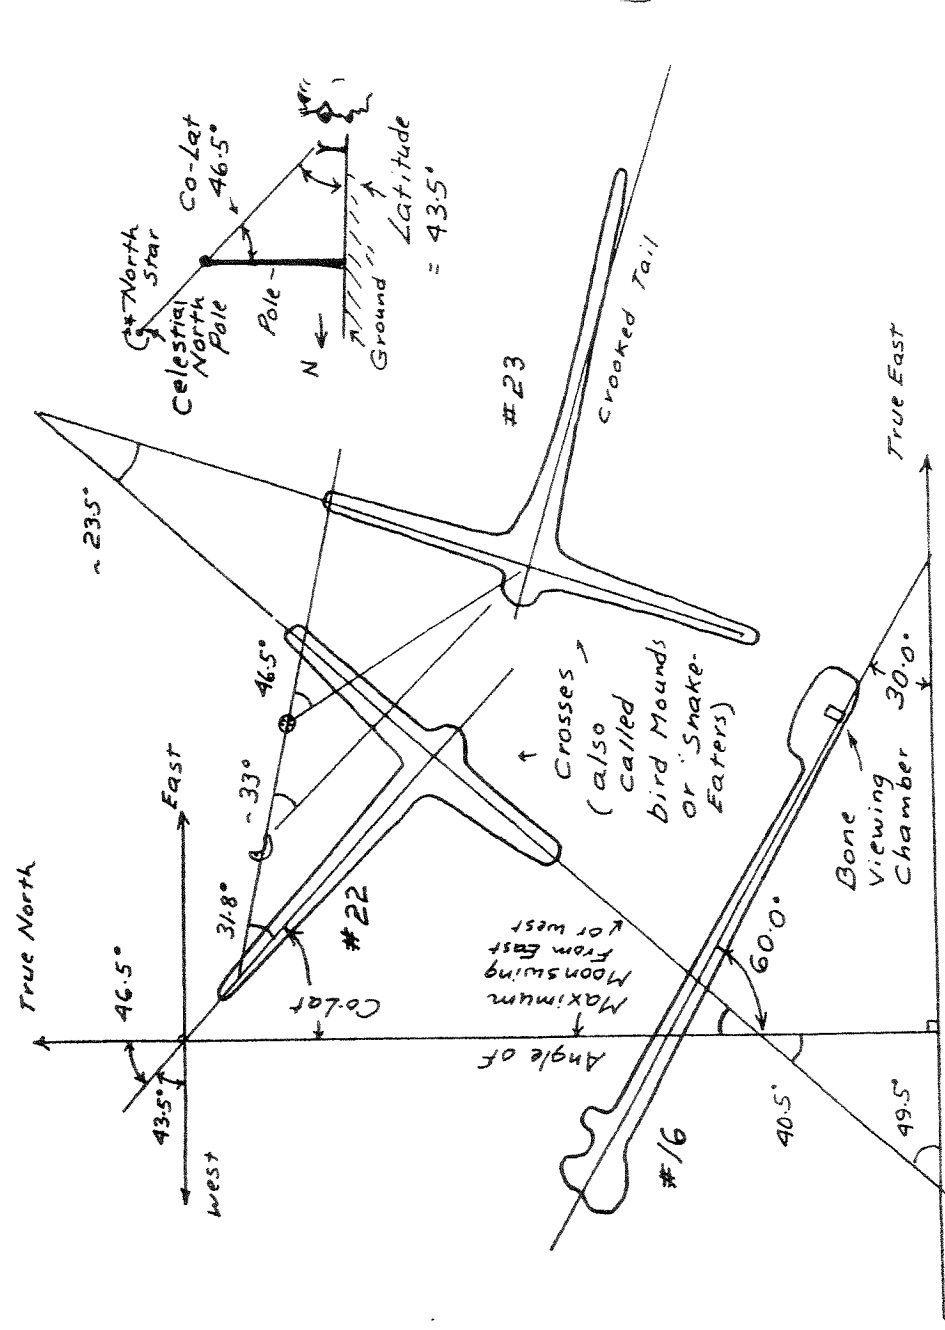 True North
46.5°
43.5°
West
East
31.8°
~33°
46.5°
~23.5°
#22
Co-Lat
Angle of
Maximum
Moonswing
From East
or west
** North
Star
Celestial
North
Pole
Co-Lat
46.5°
Pole
N
Ground
Latitude
= 43.5°
#23
Crooked Tail
Crosses
(also
called
bird Mounds
or "Snake-
Eaters)
#16
60.0°
Bone
Viewing
Chamber
30.0°
40.5°
49.5°
True East